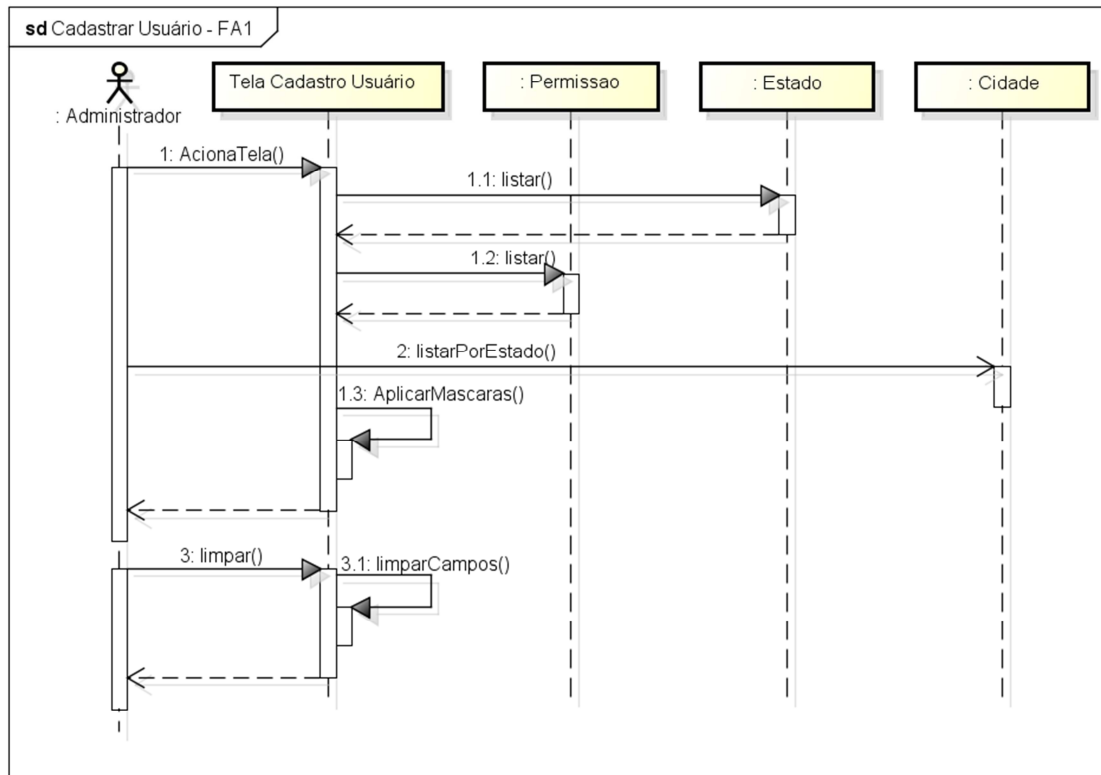 sd Cadastrar Usuário - FA1
: Administrador
Tela Cadastro Usuário
: Permissao
: Estado
: Cidade
1: AcionaTela()
1.1: listar()
1.2: listar()
2: listarPorEstado()
1.3: AplicarMascaras()
3: limpar()
3.1: limparCampos()